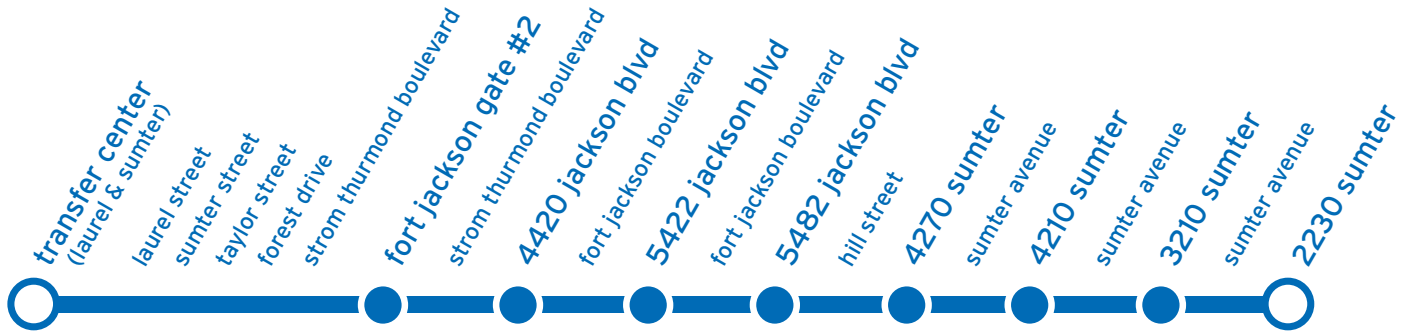 transfer center
(laurel & sumter)
laurel street
sumter street
taylor street
forest drive
strom thurmond boulevard
fort jackson gate #2
strom thurmond boulevard
4420 jackson blvd
fort jackson boulevard
5422 jackson blvd
fort jackson boulevard
5482 jackson blvd
hill street
4270 sumter
sumter avenue
4210 sumter
sumter avenue
3210 sumter
sumter avenue
2230 sumter